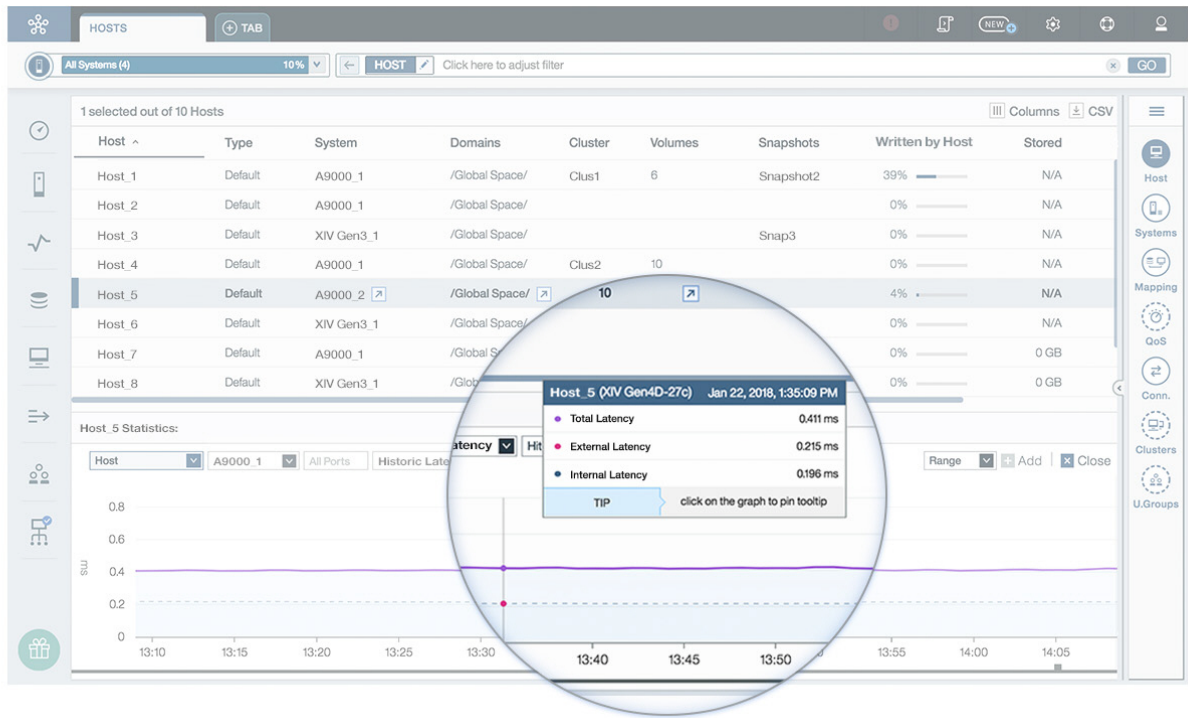 HOSTS
TAB
NEW
All Systems (4) 10%
HOST Click here to adjust filter GO
1 selected out of 10 Hosts Columns CSV
Host Type System Domains Cluster Volumes Snapshots Written by Host Stored
Host_1 Default A9000_1 /Global Space/ Clus1 6 Snapshot2 39% N/A
Host_2 Default A9000_1 /Global Space/ 0% N/A
Host_3 Default XIV Gen3_1 /Global Space/ Snap3 0% N/A
Host_4 Default A9000_1 /Global Space/ Clus2 10 0% N/A
Host_5 Default A9000_2 /Global Space/ 10 4% N/A
Host_6 Default XIV Gen3_1 /Global Space/ 0% N/A
Host_7 Default A9000_1 /Global S 0% 0 GB
Host_8 Default XIV Gen3_1 /Glob 0% 0 GB
Host
Systems
Mapping
QoS
Conn.
Clusters
U.Groups
Host_5 Statistics:
Host A9000_1 All Ports Historic Late atency Hit Range Add Close
Host_5 (XIV Gen4D-27c) Jan 22, 2018, 1:35:09 PM
Total Latency 0.411 ms
External Latency 0.215 ms
Internal Latency 0.196 ms
TIP click on the graph to pin tooltip
ms
0.8
0.6
0.4
0.2
0
13:10 13:15 13:20 13:25 13:30 13:40 13:45 13:50 13:55 14:00 14:05